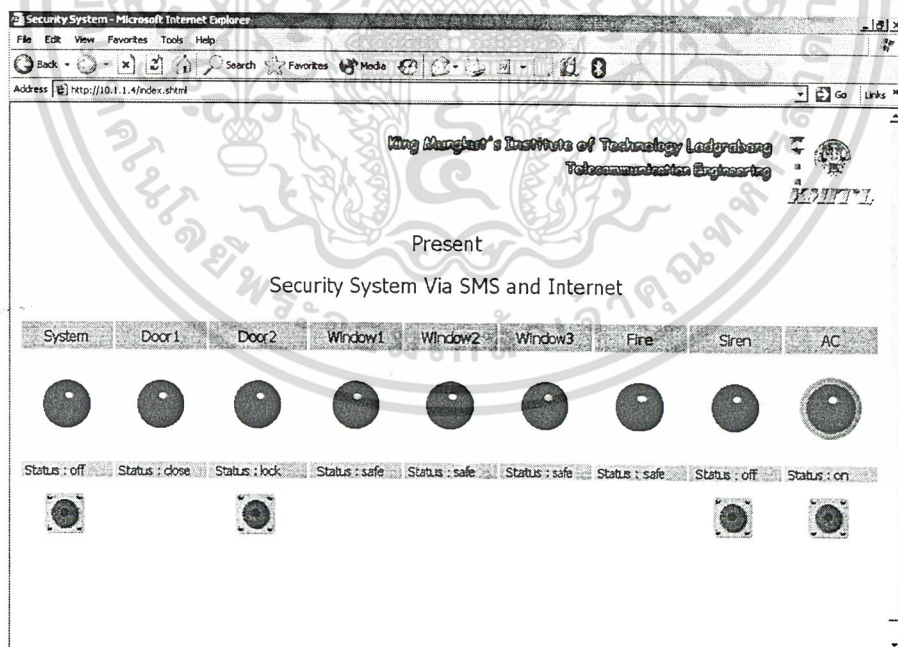 Security System - Microsoft Internet Explorer
File Edit View Favorites Tools Help
Back Search Favorites Media
Address http://10.1.1.4/index.shtml Go Links
King Mungkut's Institute of Technology Ladgrabang
Telecommunication Engineering
KMITL
Present
Security System Via SMS and Internet
System Door1 Door2 Window1 Window2 Window3 Fire Siren AC
Status : off Status : close Status : lock Status : safe Status : safe Status : safe Status : safe Status : off Status : on